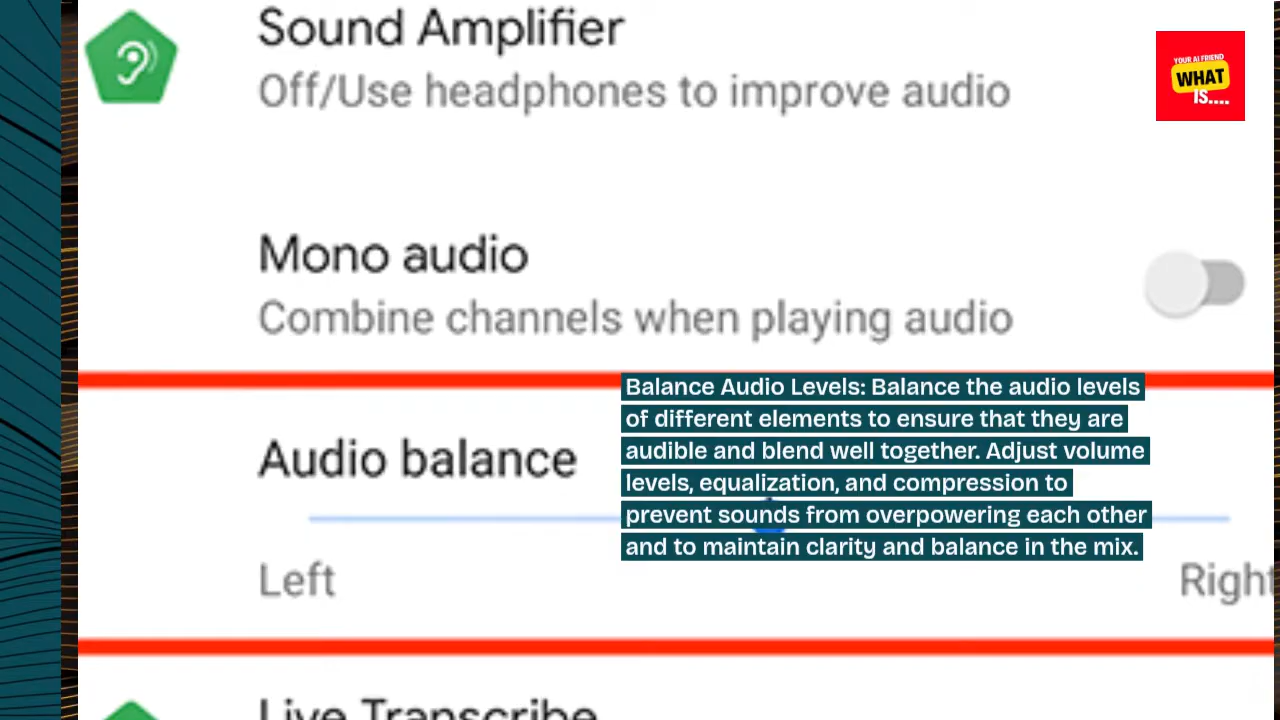 Sound Amplifier
Off/Use headphones to improve audio
YOUR AI FRIEND
WHAT
IS....
Mono audio
Combine channels when playing audio
Balance Audio Levels: Balance the audio levels
of different elements to ensure that they are
audible and blend well together. Adjust volume
levels, equalization, and compression to
prevent sounds from overpowering each other
and to maintain clarity and balance in the mix.
Audio balance
Left
Right
Live Transcribe